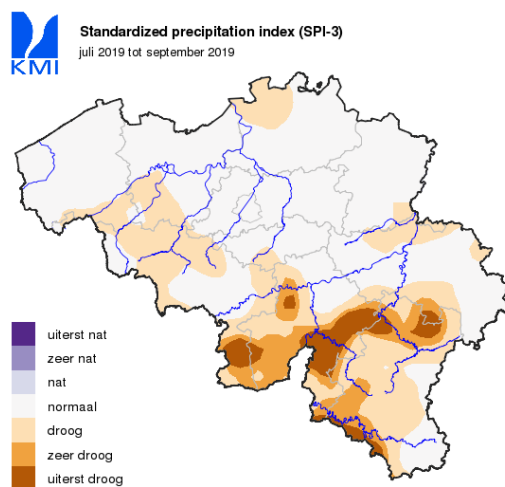 Standardized precipitation index (SPI-3)
juli 2019 tot september 2019
KMI
uiterst nat
zeer nat
nat
normaal
droog
zeer droog
uiterst droog